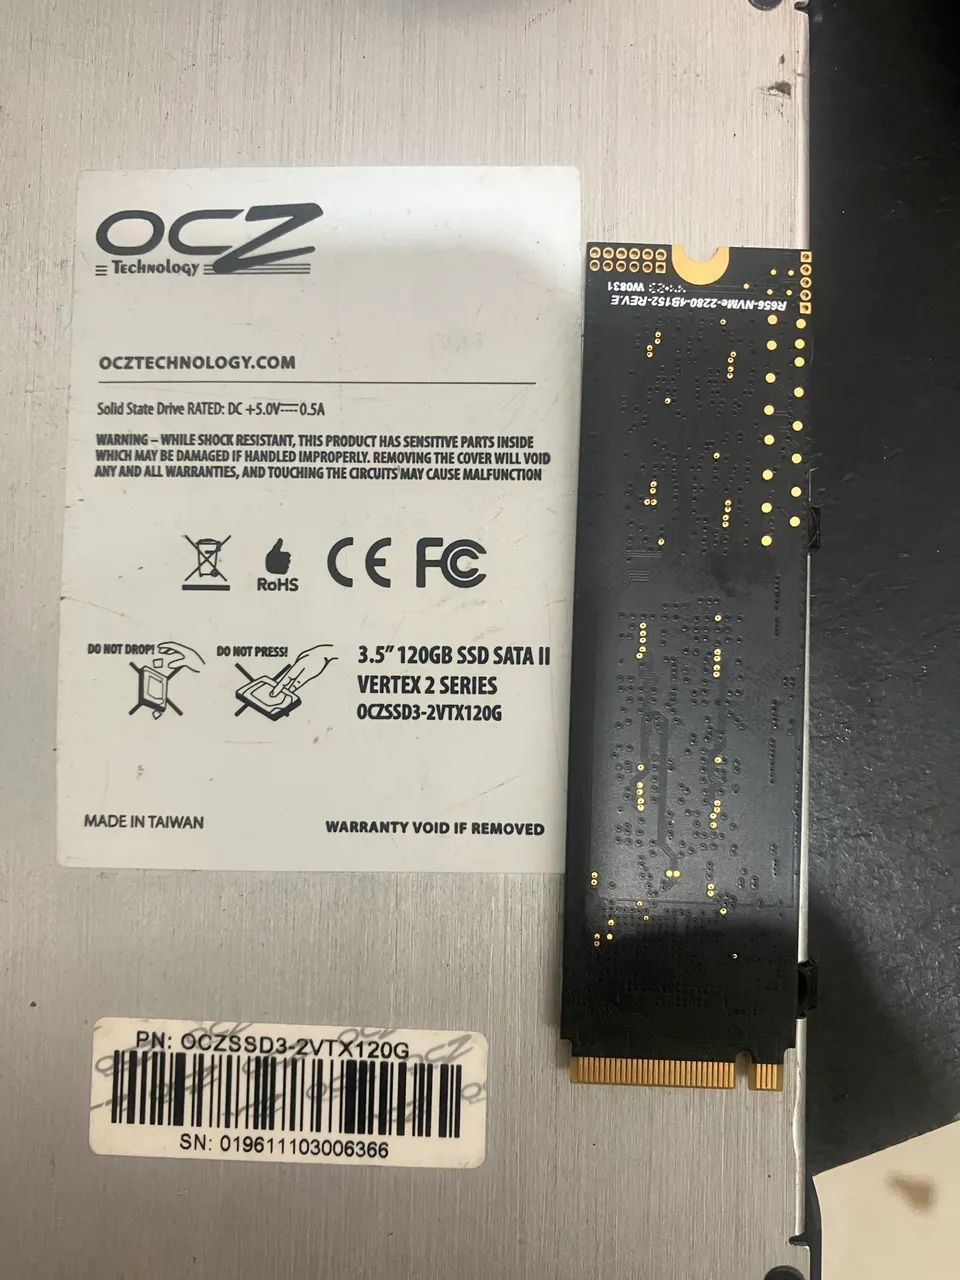 OCZ
Technology
OCZTECHNOLOGY.COM
Solid State Drive RATED: DC +5.0V⎓0.5A
WARNING – WHILE SHOCK RESISTANT, THIS PRODUCT HAS SENSITIVE PARTS INSIDE
WHICH MAY BE DAMAGED IF HANDLED IMPROPERLY. REMOVING THE COVER WILL VOID
ANY AND ALL WARRANTIES, AND TOUCHING THE CIRCUITS MAY CAUSE MALFUNCTION
RoHS
CE FC
DO NOT DROP!
DO NOT PRESS!
3.5" 120GB SSD SATA II
VERTEX 2 SERIES
OCZSSD3-2VTX120G
MADE IN TAIWAN
WARRANTY VOID IF REMOVED
PN: OCZSSD3-2VTX120G
SN: 019611103006366
R656-NVMe-2280-4B152-REV.E
W0831